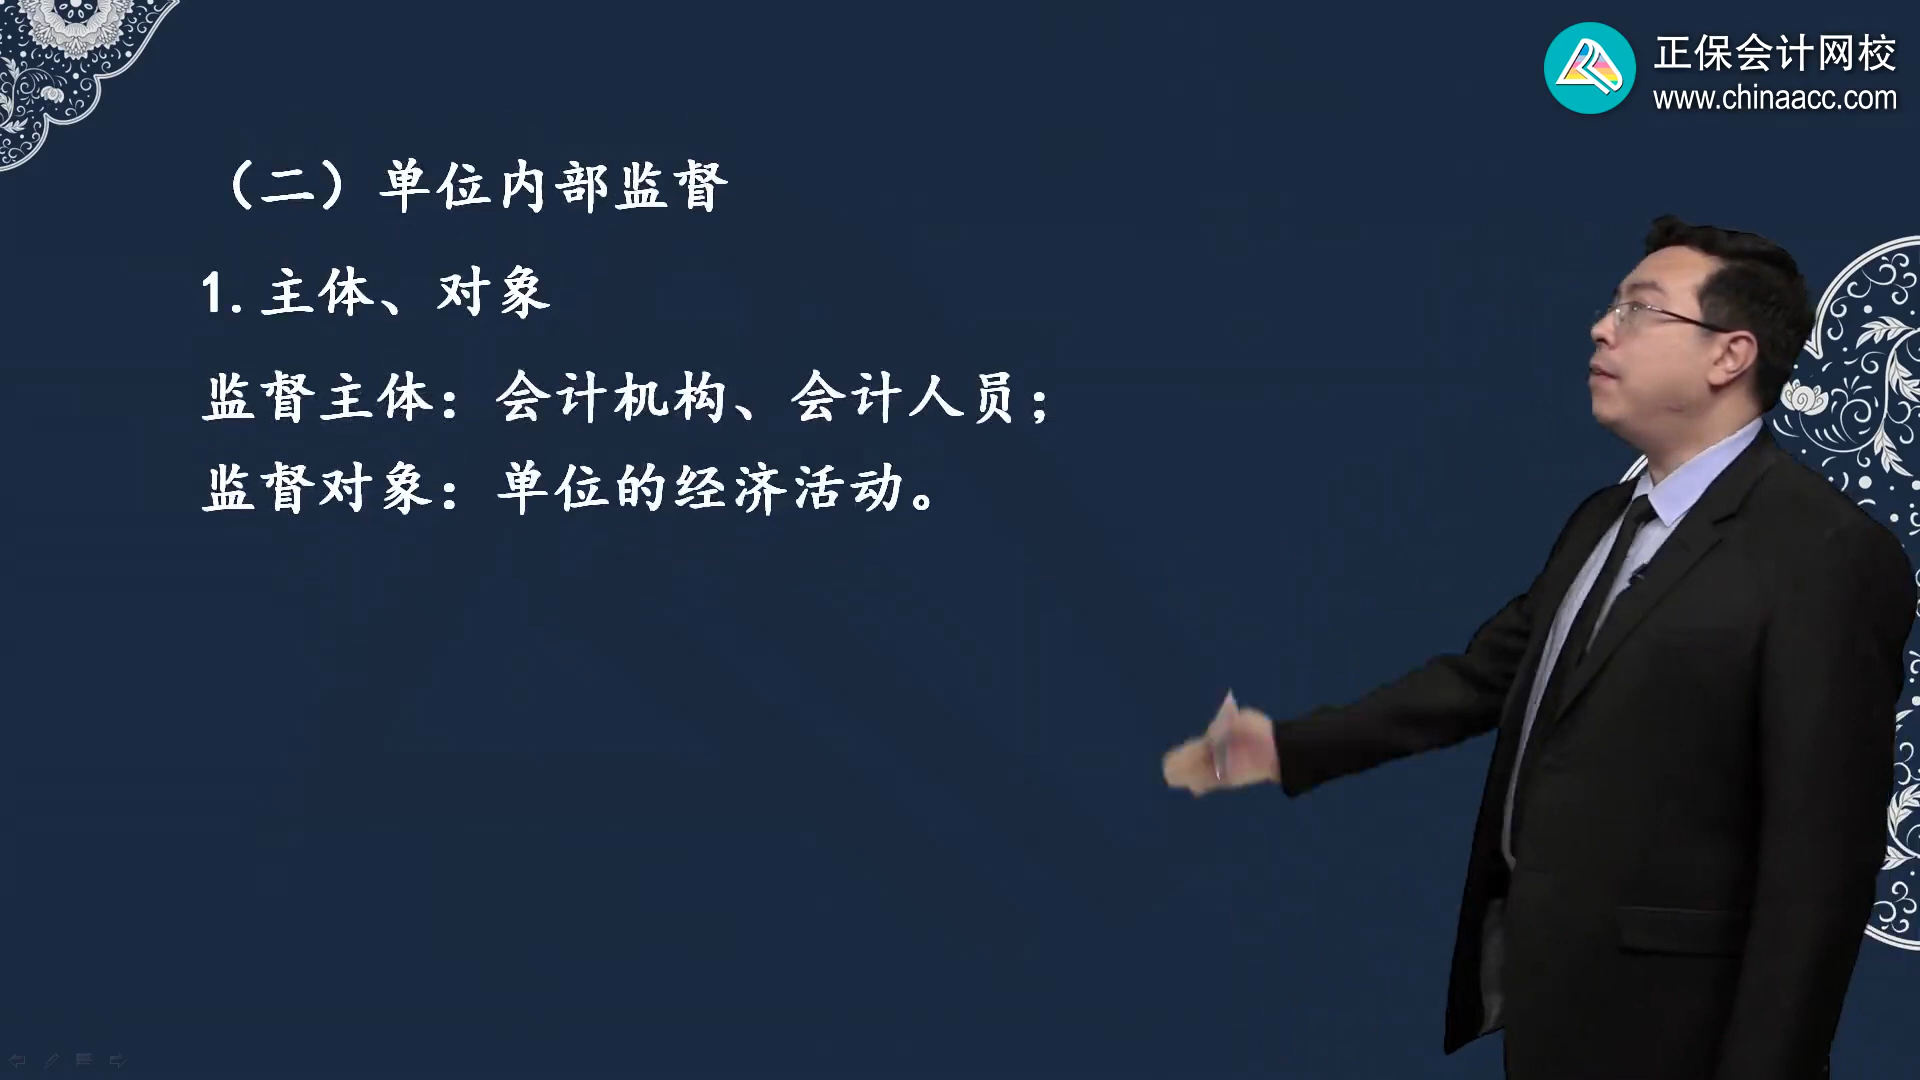 正保会计网校
www.chinaacc.com
（二）单位内部监督
1.主体、对象
监督主体：会计机构、会计人员；
监督对象：单位的经济活动。